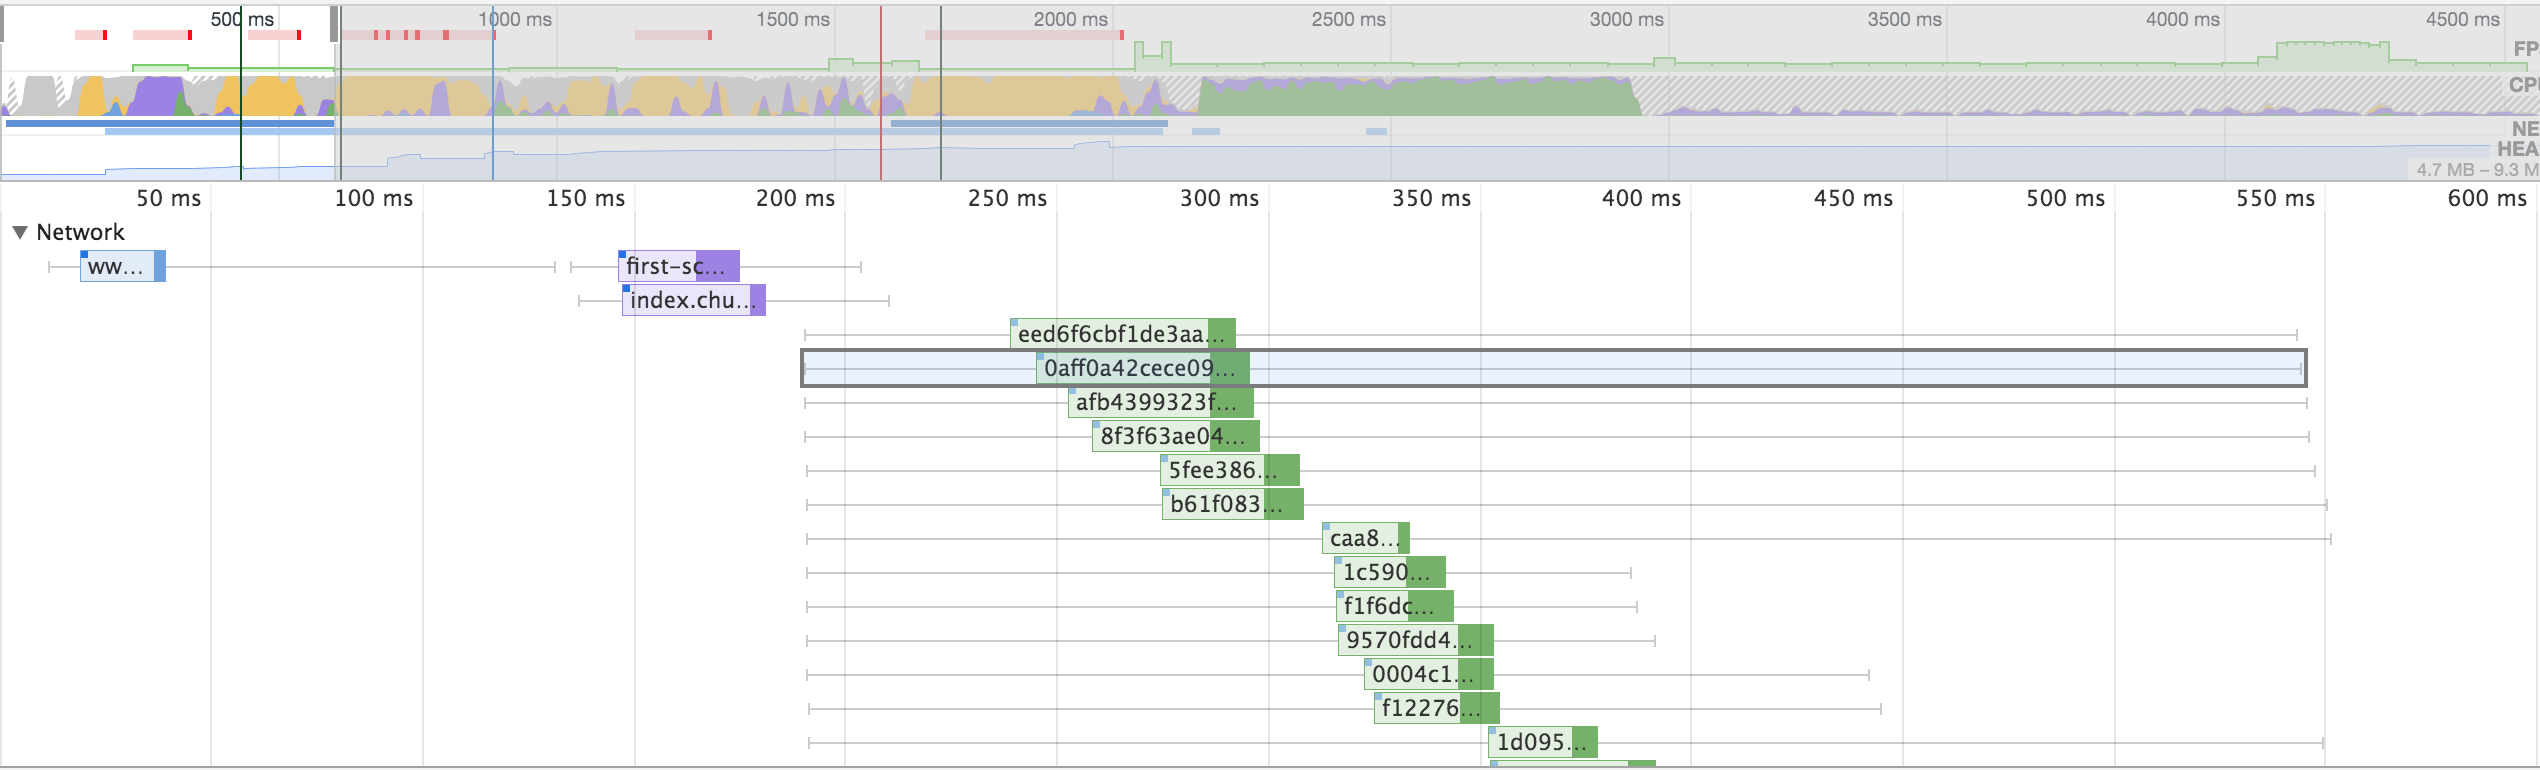 500 ms 1000 ms 1500 ms 2000 ms 2500 ms 3000 ms 3500 ms 4000 ms 4500 ms
FP
CPU
NE
HEA
4.7 MB – 9.3 M
50 ms 100 ms 150 ms 200 ms 250 ms 300 ms 350 ms 400 ms 450 ms 500 ms 550 ms 600 ms
▼ Network
ww... first-sc...
index.chu...
eed6f6cbf1de3aa...
0aff0a42cece09...
afb4399323f...
8f3f63ae04...
5fee386...
b61f083...
caa8...
1c590...
f1f6dc...
9570fdd4...
0004c1...
f12276...
1d095...